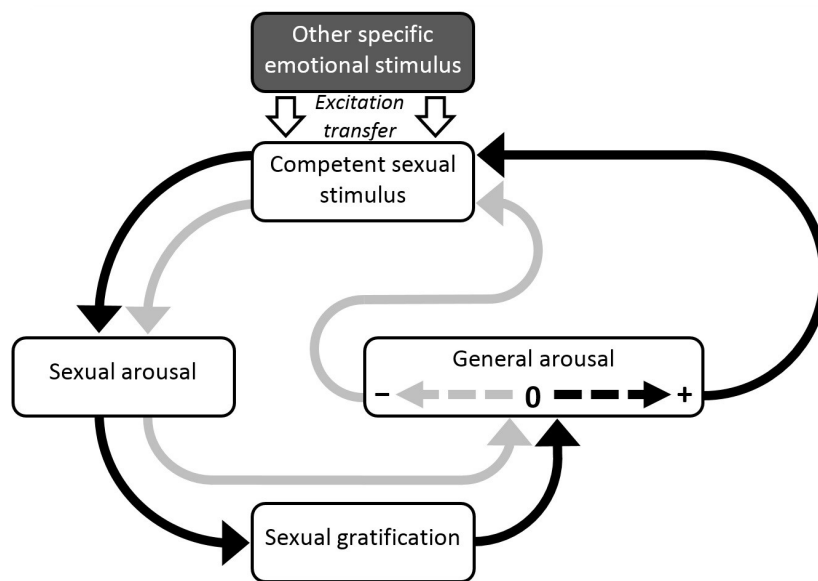 Other specific
emotional stimulus
Excitation
transfer
Competent sexual
stimulus
Sexual arousal
General arousal
− 0 +
Sexual gratification